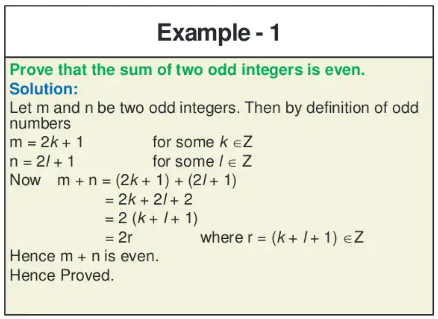 Example - 1
Prove that the sum of two odd integers is even.
Solution:
Let m and n be two odd integers. Then by definition of odd
numbers
m = 2k + 1 for some k ∈Z
n = 2l + 1 for some l ∈ Z
Now m + n = (2k + 1) + (2l + 1)
= 2k + 2l + 2
= 2 (k + l + 1)
= 2r where r = (k + l + 1) ∈Z
Hence m + n is even.
Hence Proved.